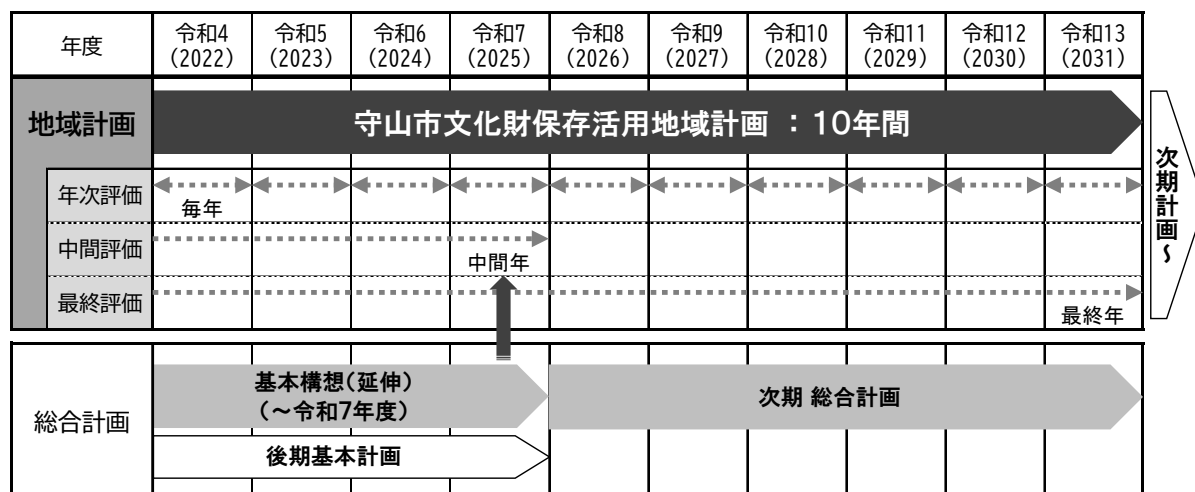 年度
令和4
(2022)
令和5
(2023)
令和6
(2024)
令和7
(2025)
令和8
(2026)
令和9
(2027)
令和10
(2028)
令和11
(2029)
令和12
(2030)
令和13
(2031)
地域計画
守山市文化財保存活用地域計画 : 10年間
次期計画~
年次評価
毎年
中間評価
中間年
最終評価
最終年
総合計画
基本構想(延伸)
(~令和7年度)
次期 総合計画
後期基本計画